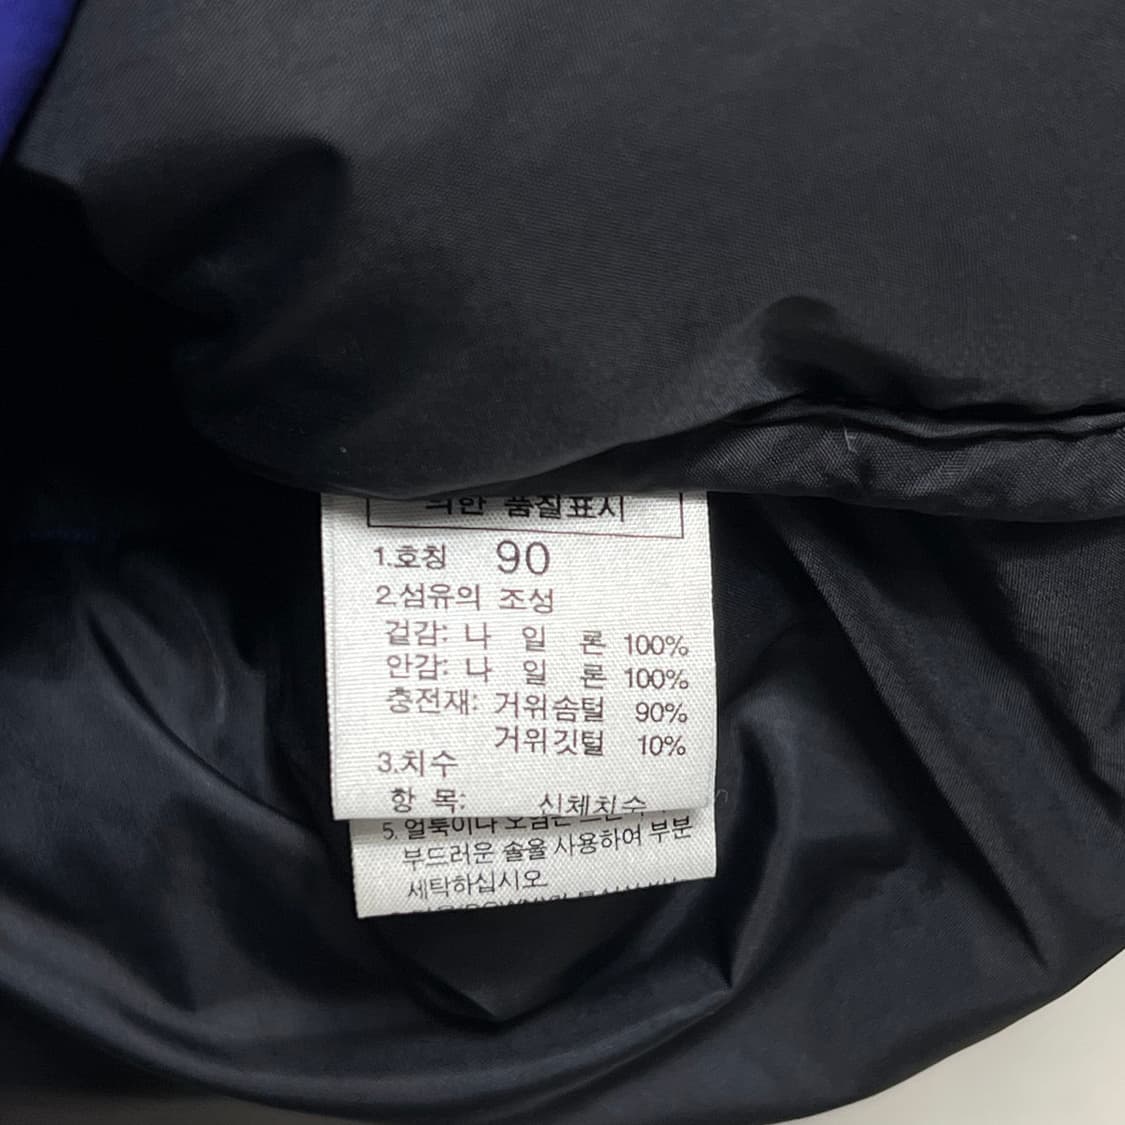 의한 품질표시
1.호칭 90
2.섬유의 조성
겉감: 나 일 론 100%
안감: 나 일 론 100%
충전재: 거위솜털 90%
거위깃털 10%
3.치수
항 목: 신체치수
5. 얼룩이나
부드러운 솔을 사용하여 부분
세탁하십시오.